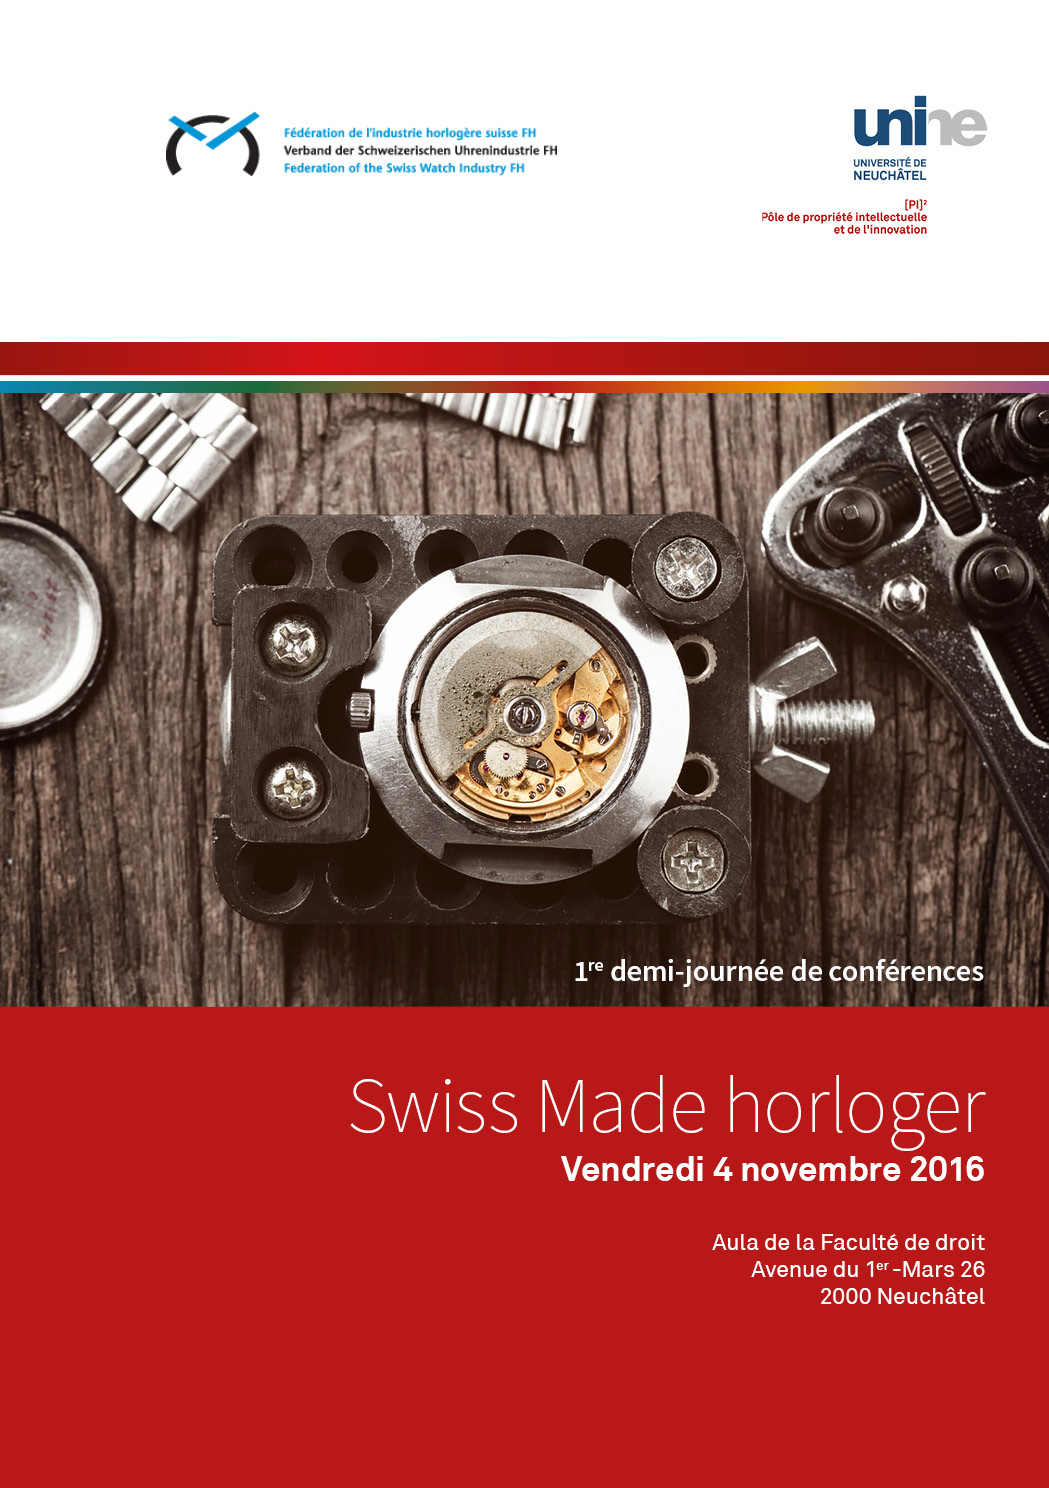 Fédération de l'industrie horlogère suisse FH
Verband der Schweizerischen Uhrenindustrie FH
Federation of the Swiss Watch Industry FH
unine
UNIVERSITÉ DE
NEUCHÂTEL
[PI]²
Pôle de propriété intellectuelle
et de l'innovation
1re demi-journée de conférences
Swiss Made horloger
Vendredi 4 novembre 2016
Aula de la Faculté de droit
Avenue du 1er -Mars 26
2000 Neuchâtel